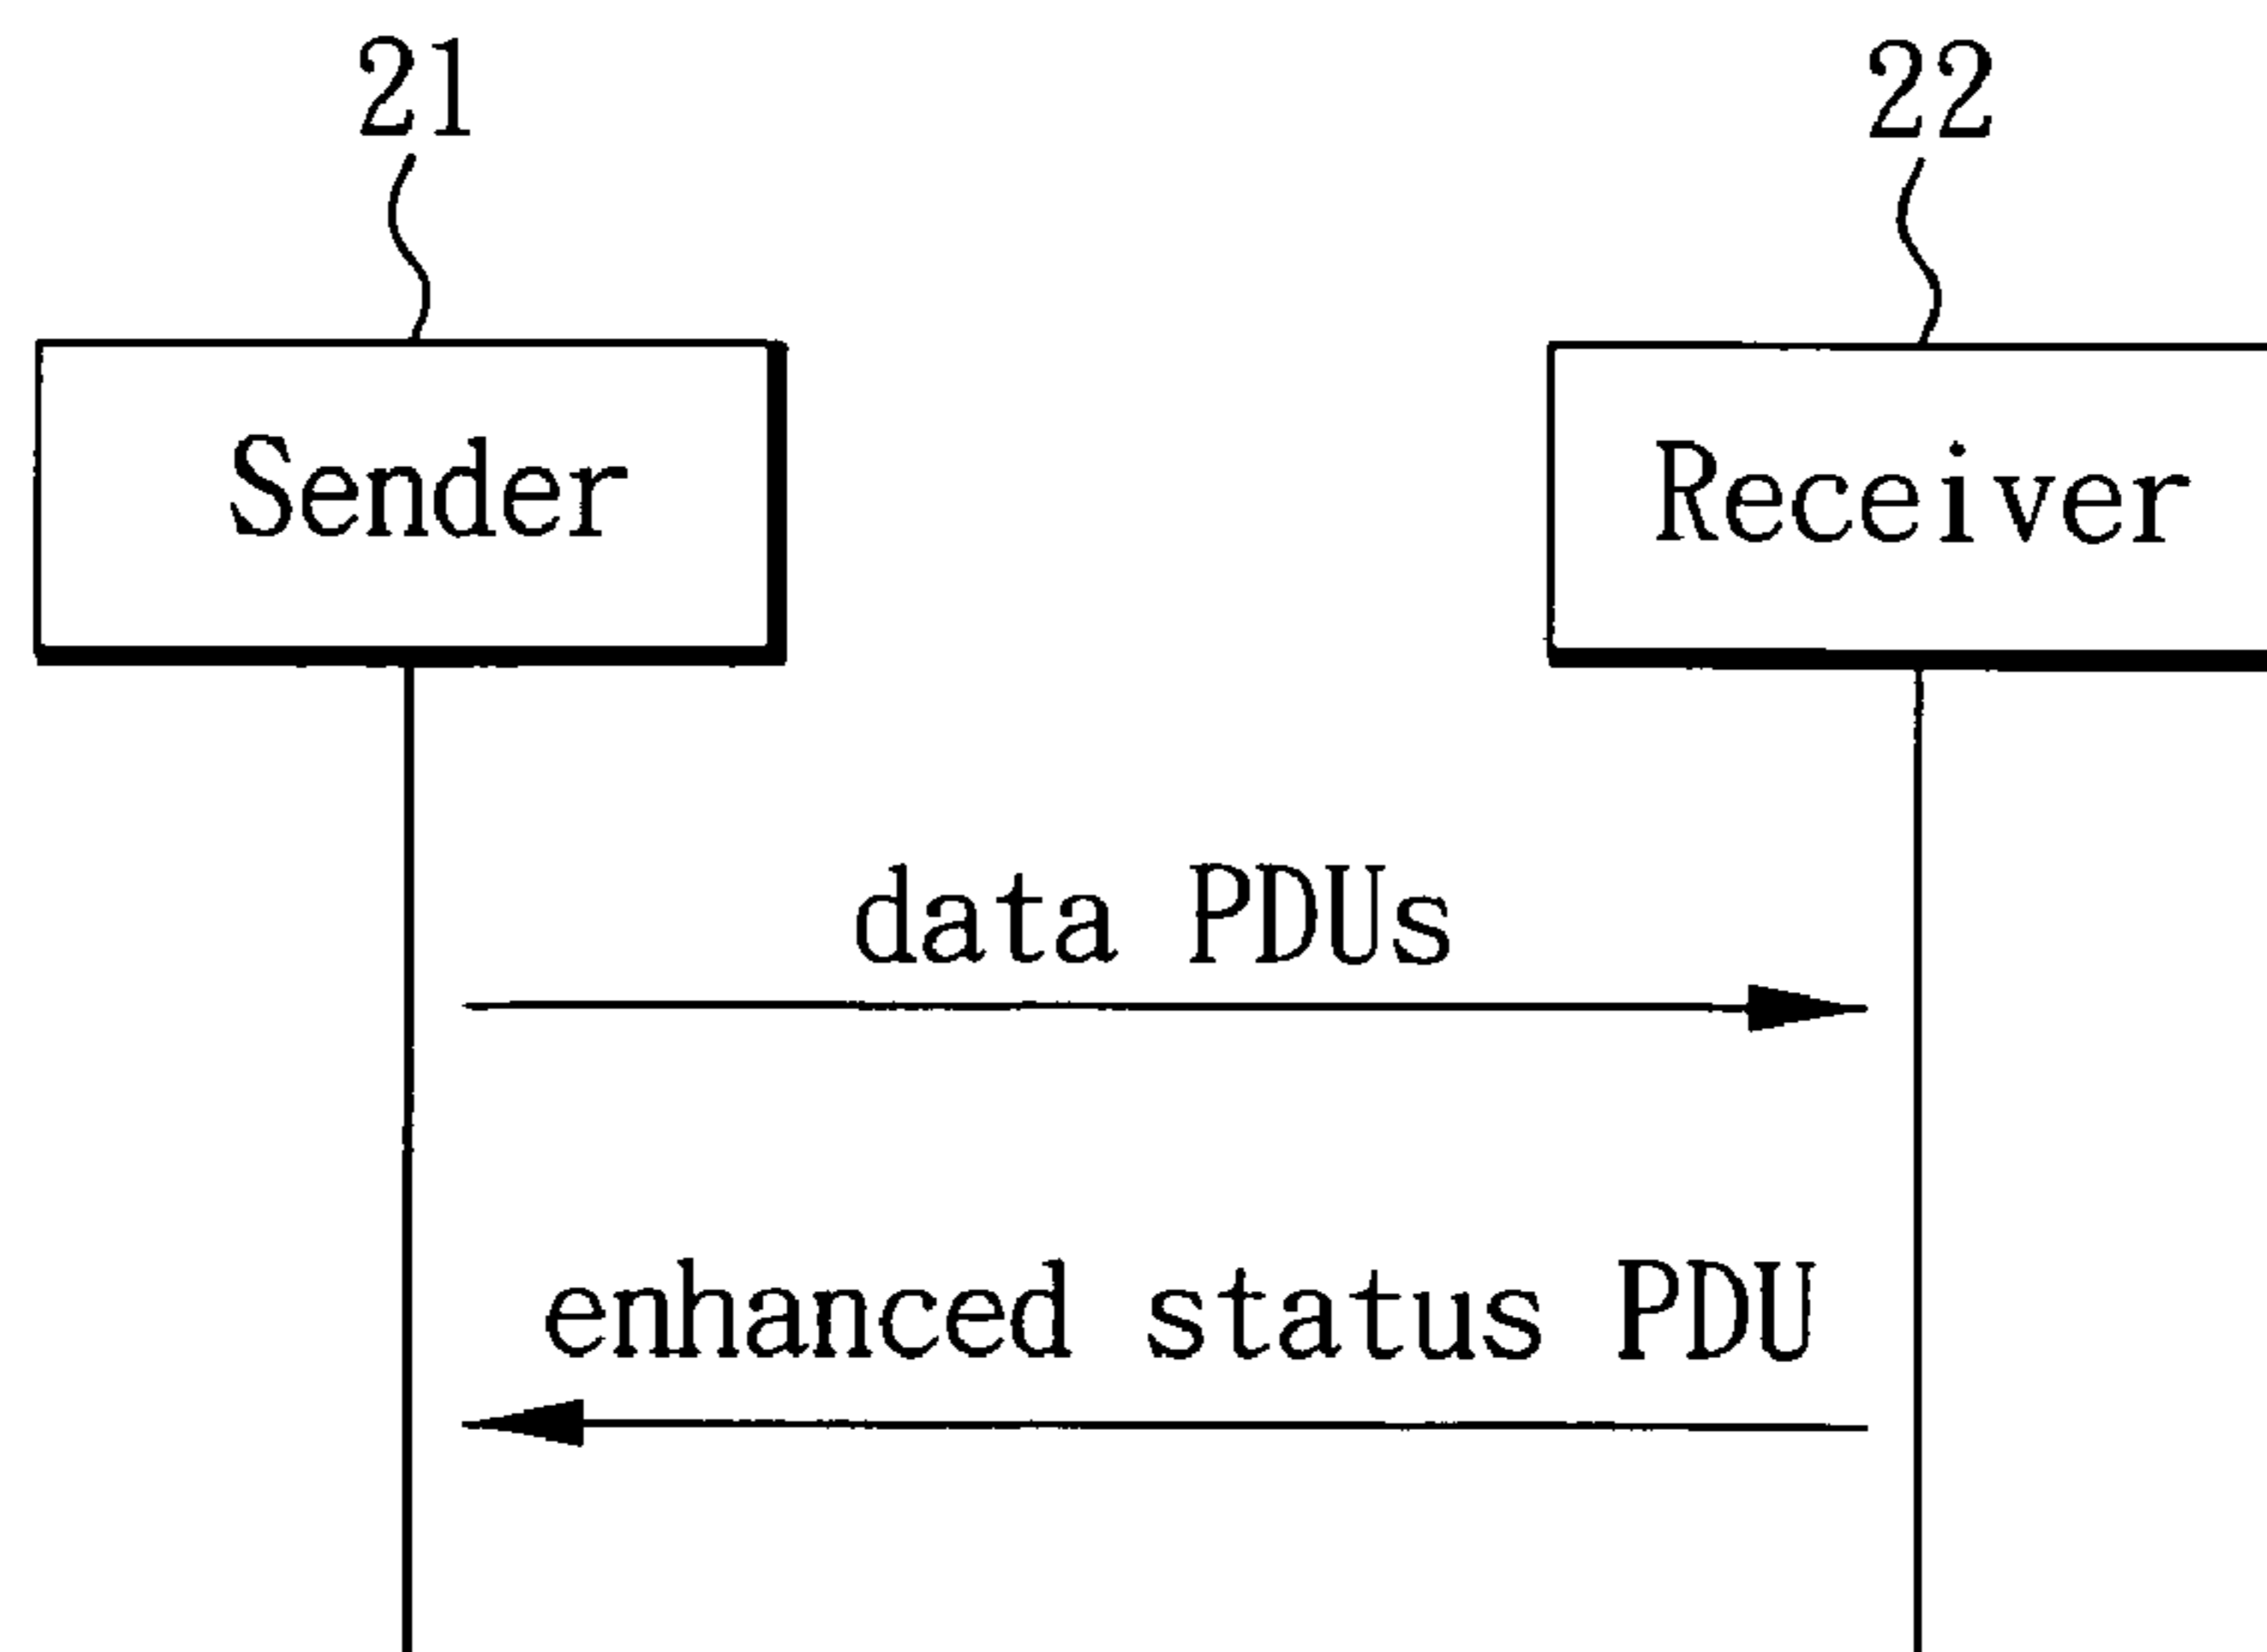 21
22
Sender
Receiver
data PDUs
enhanced status PDU